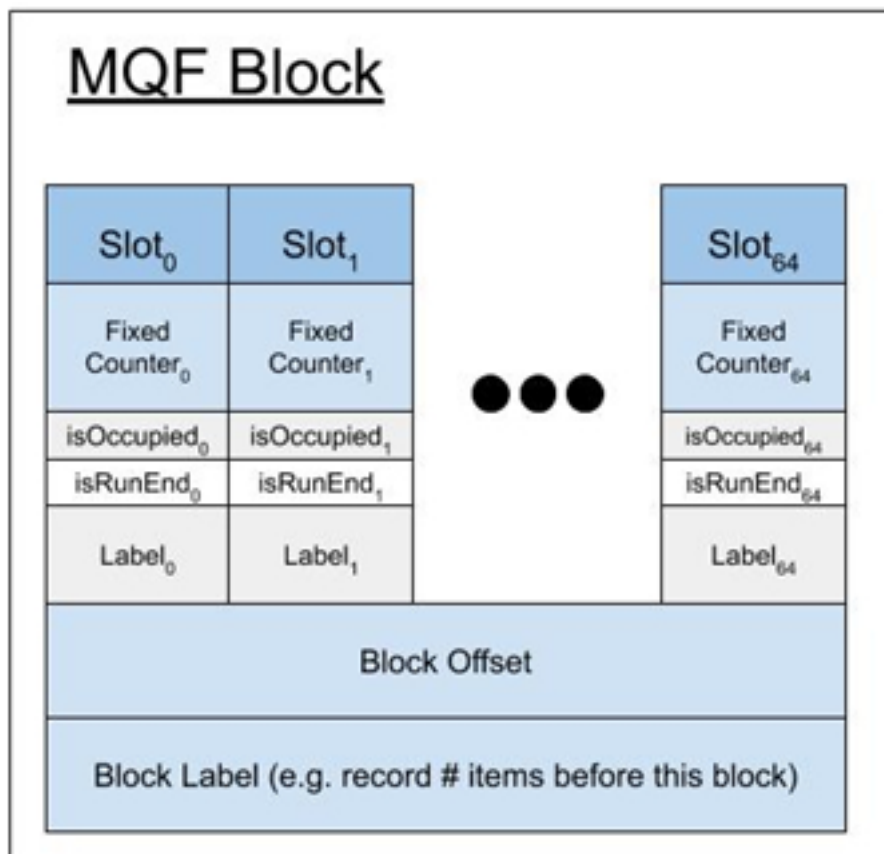 MQF Block
Slot₀ Slot₁ Slot₆₄
Fixed Fixed Fixed
Counter₀ Counter₁ Counter₆₄
isOccupied₀ isOccupied₁ isOccupied₆₄
isRunEnd₀ isRunEnd₁ isRunEnd₆₄
Label₀ Label₁ Label₆₄
Block Offset
Block Label (e.g. record # items before this block)